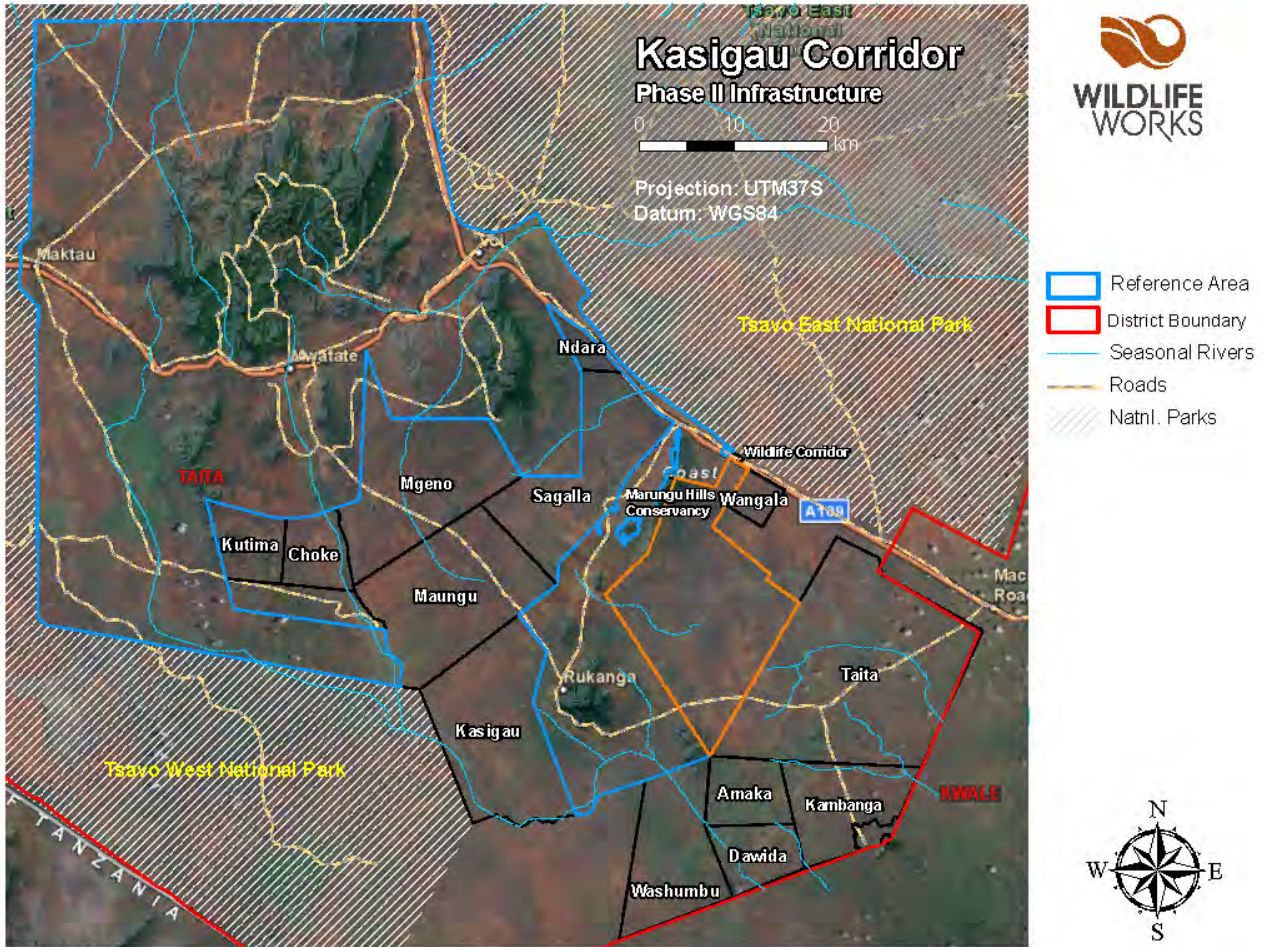 Tsavo East
National
Kasigau Corridor
Phase II Infrastructure
0 10 20
km
Projection: UTM37S
Datum: WGS84
WILDLIFE
WORKS
Reference Area
District Boundary
Seasonal Rivers
Roads
Natnl. Parks
Maktau
Voi
Mwatate
Tsavo East National Park
Ndara
TAITA
Mgeno
Sagalla
Coast
Wildlife Corridor
Marungu Hills
Conservancy
Wangala
A109
Kutima
Choke
Maungu
Mac
Road
Rukanga
Taita
Kasigau
Tsavo West National Park
Amaka
Kambanga
KWALE
Dawida
Washumbu
TANZANIA
N
W
E
S